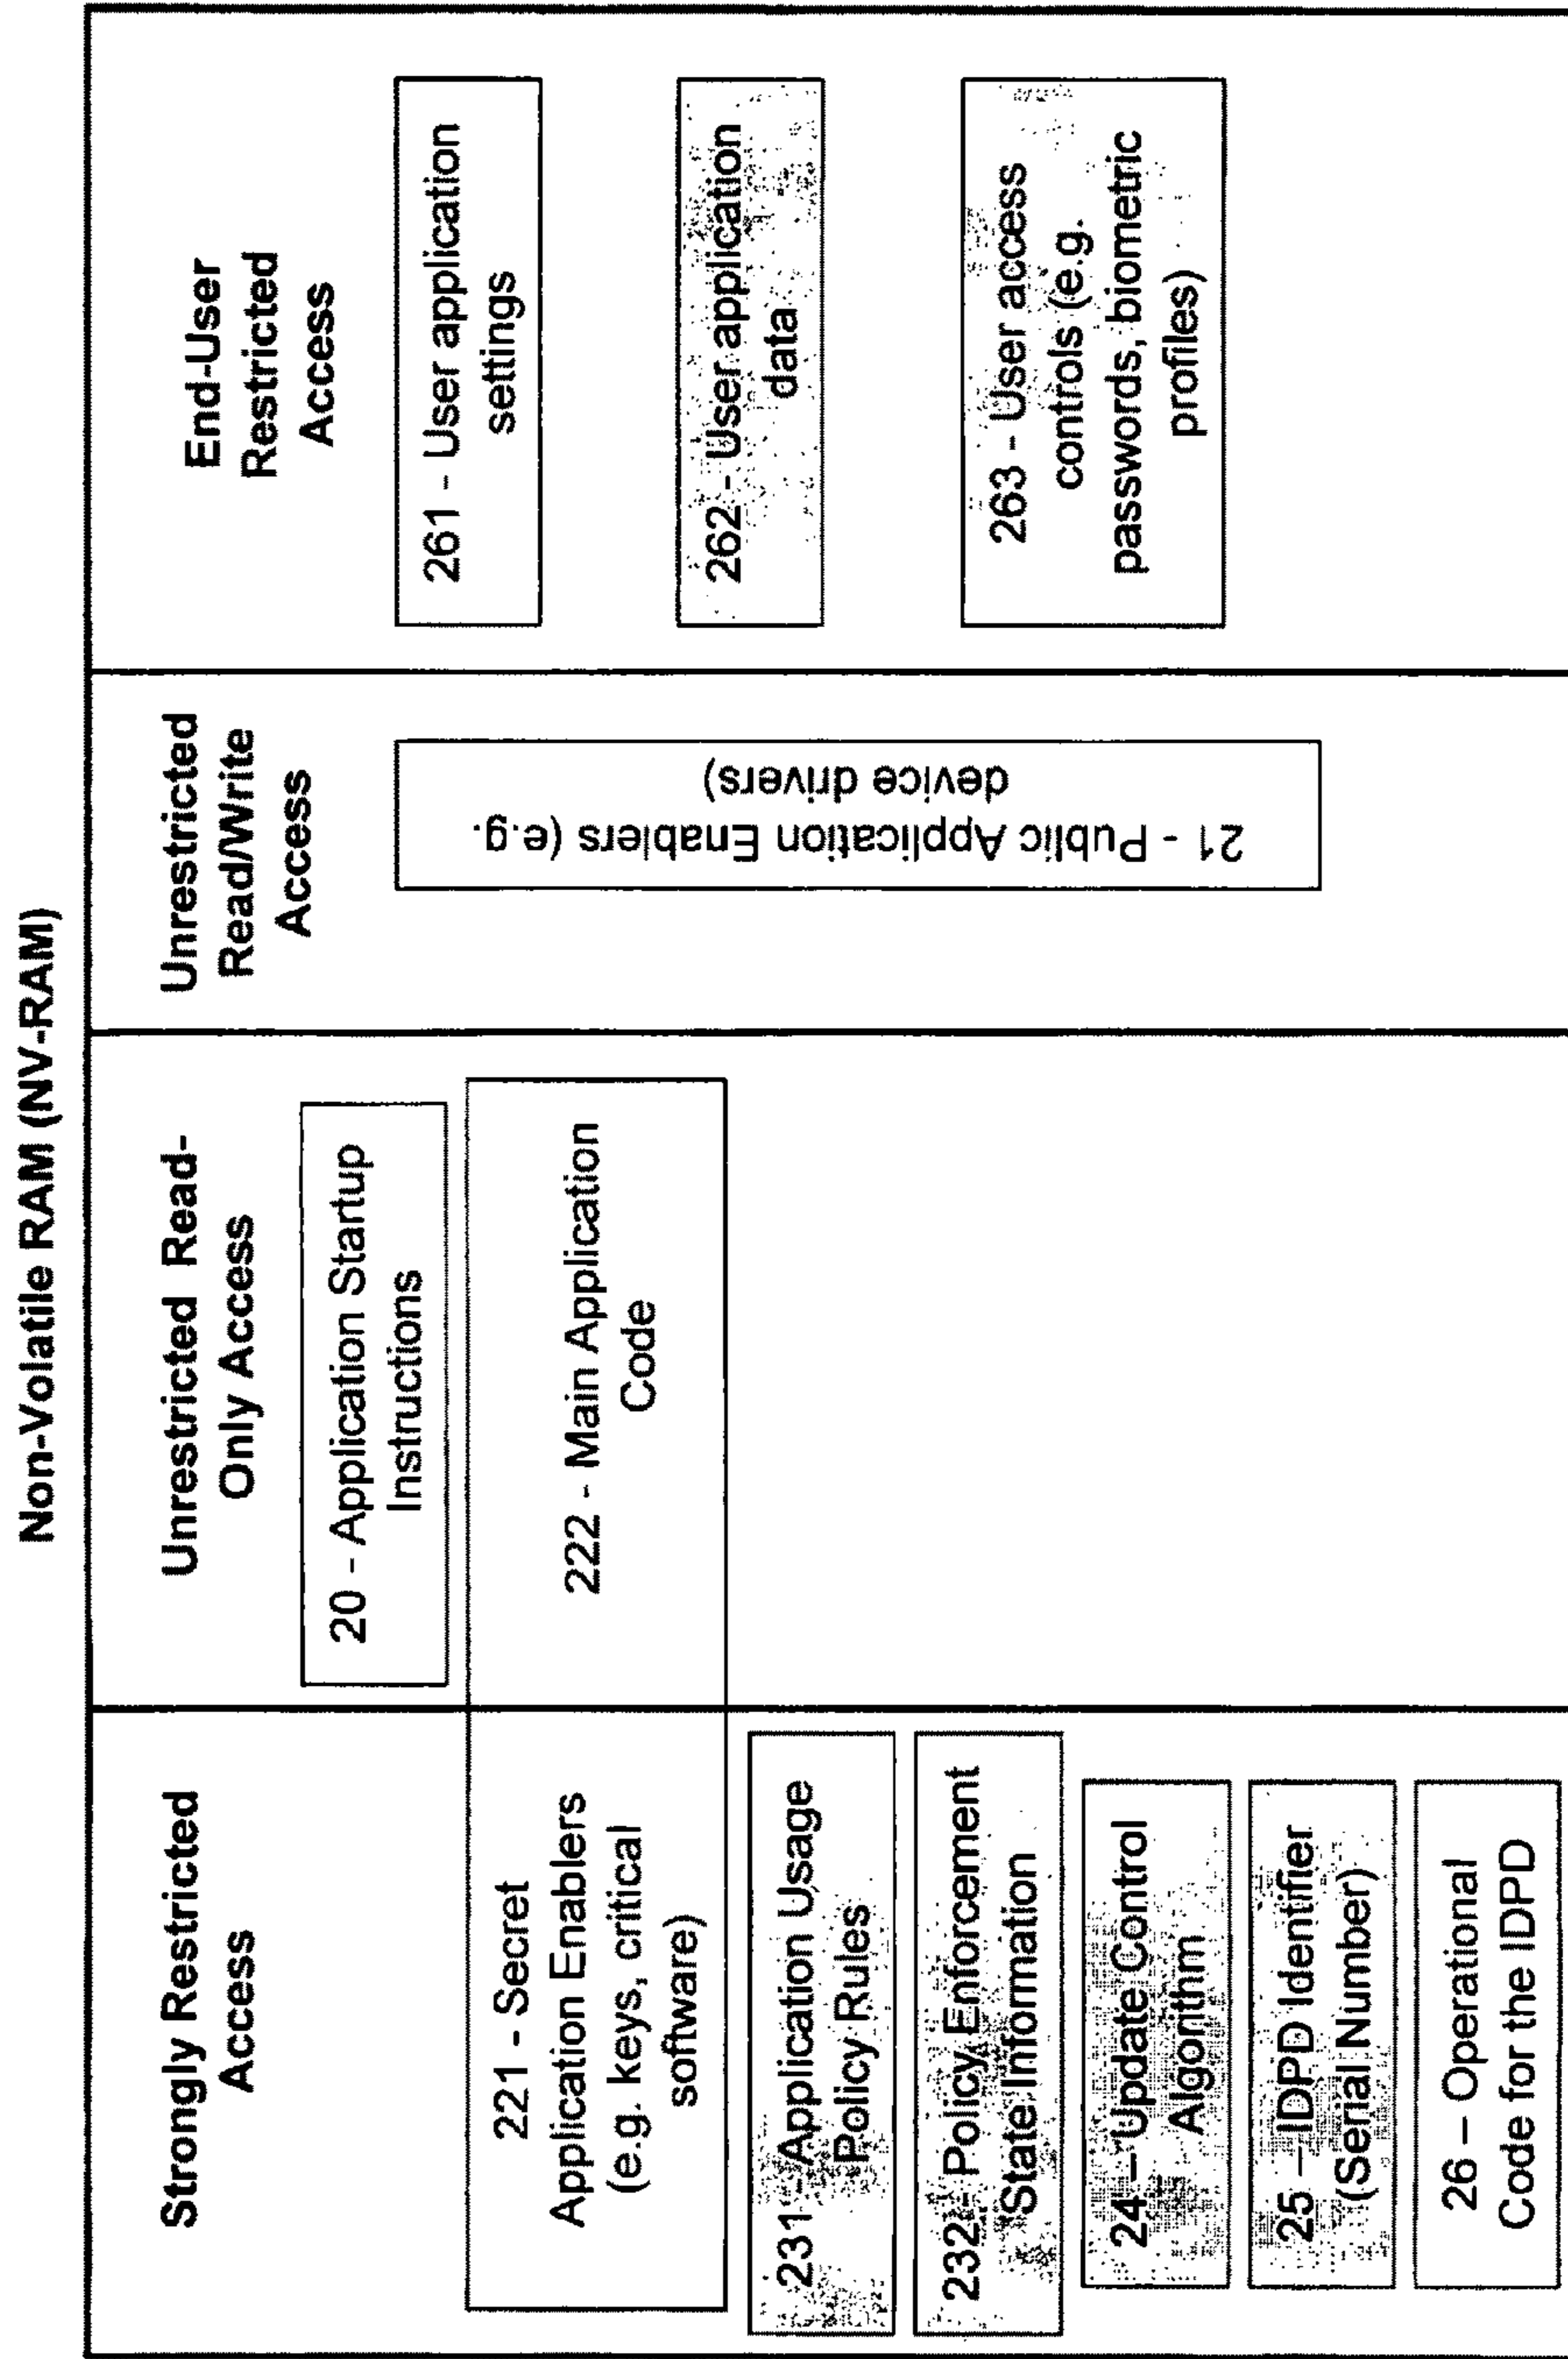 Non-Volatile RAM (NV-RAM)
Strongly Restricted
Access
221 - Secret
Application Enablers
(e.g. keys, critical
software)
231 - Application Usage
Policy Rules
232 - Policy Enforcement
State Information
24 – Update Control
Algorithm
25 – IDPD Identifier
(Serial Number)
26 – Operational
Code for the IDPD
Unrestricted Read-
Only Access
20 - Application Startup
Instructions
222 - Main Application
Code
Unrestricted
Read/Write
Access
21 - Public Application Enablers (e.g.
device drivers)
End-User
Restricted
Access
261 - User application
settings
262 - User application
data
263 - User access
controls (e.g.
passwords, biometric
profiles)